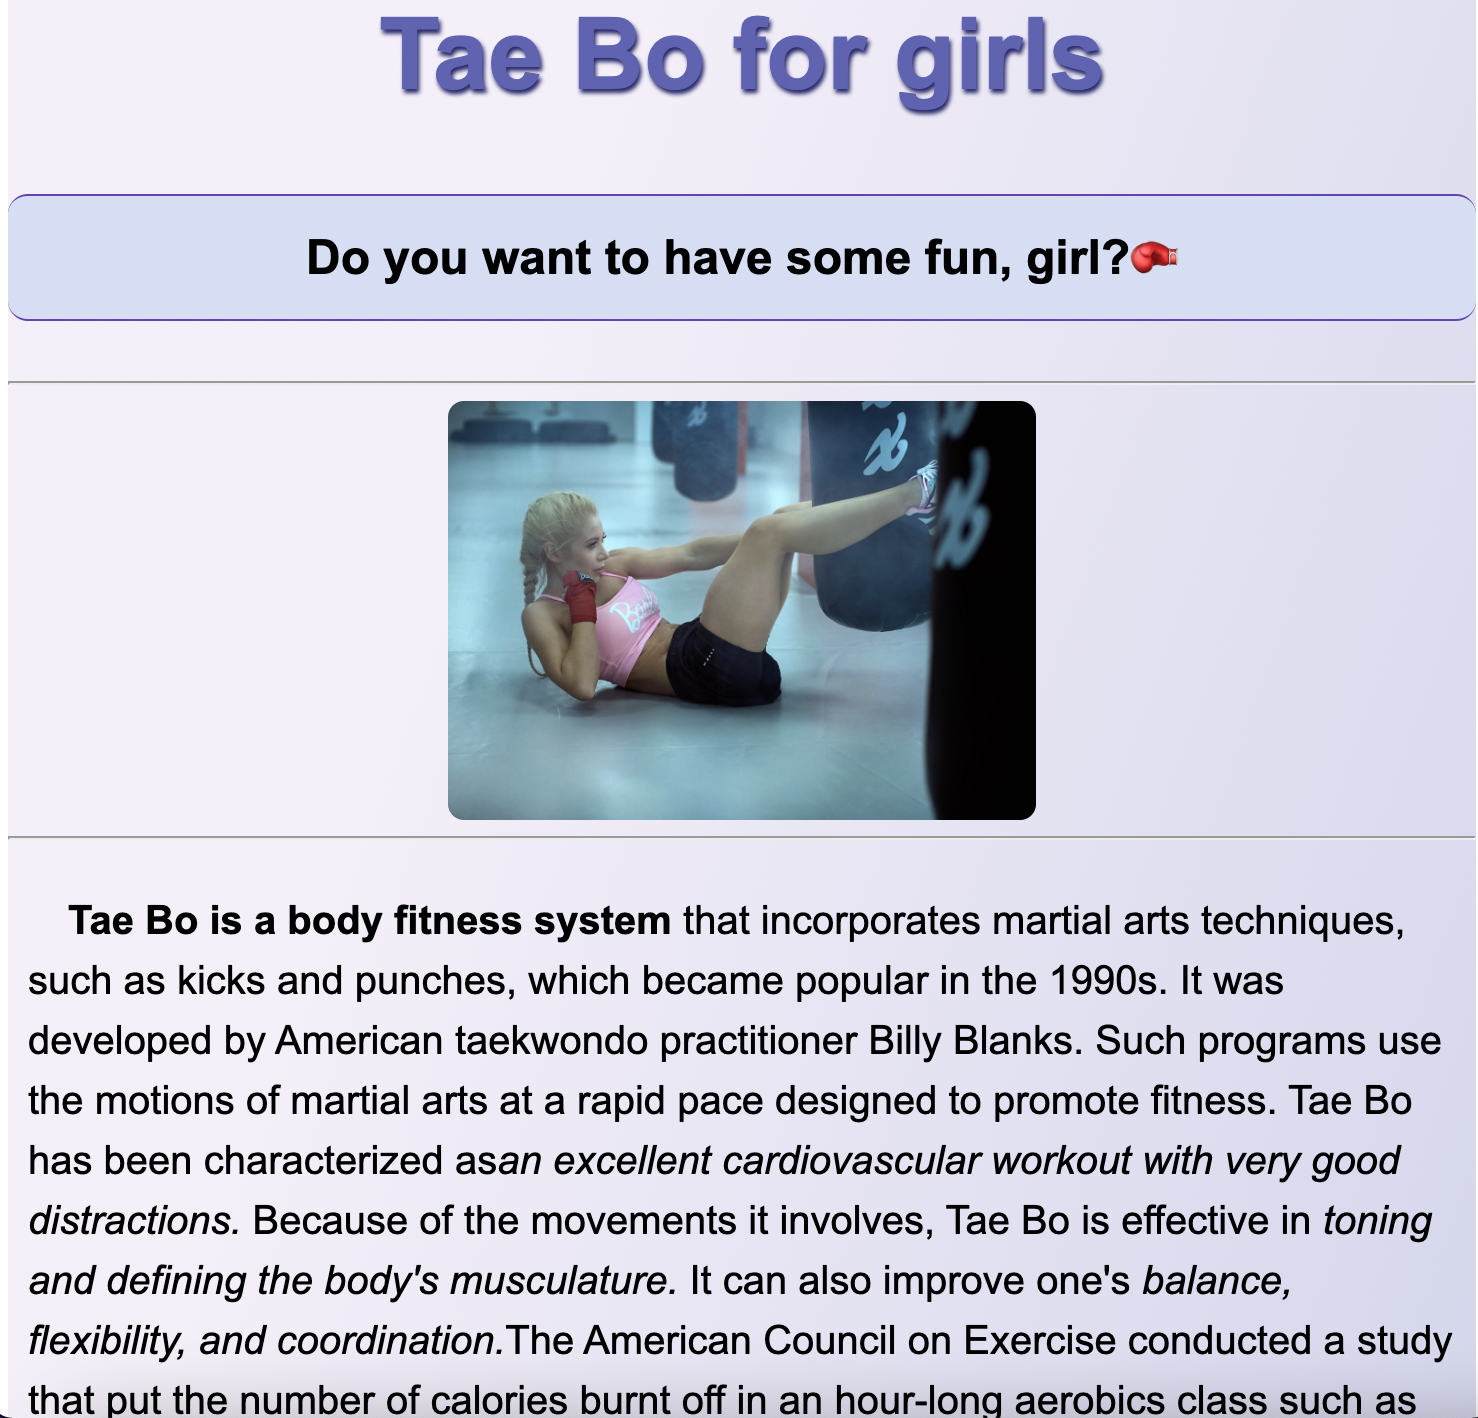 Tae Bo for girls
Do you want to have some fun, girl?🥊
Tae Bo is a body fitness system that incorporates martial arts techniques,
such as kicks and punches, which became popular in the 1990s. It was
developed by American taekwondo practitioner Billy Blanks. Such programs use
the motions of martial arts at a rapid pace designed to promote fitness. Tae Bo
has been characterized asan excellent cardiovascular workout with very good
distractions. Because of the movements it involves, Tae Bo is effective in toning
and defining the body's musculature. It can also improve one's balance,
flexibility, and coordination.The American Council on Exercise conducted a study
that put the number of calories burnt off in an hour-long aerobics class such as